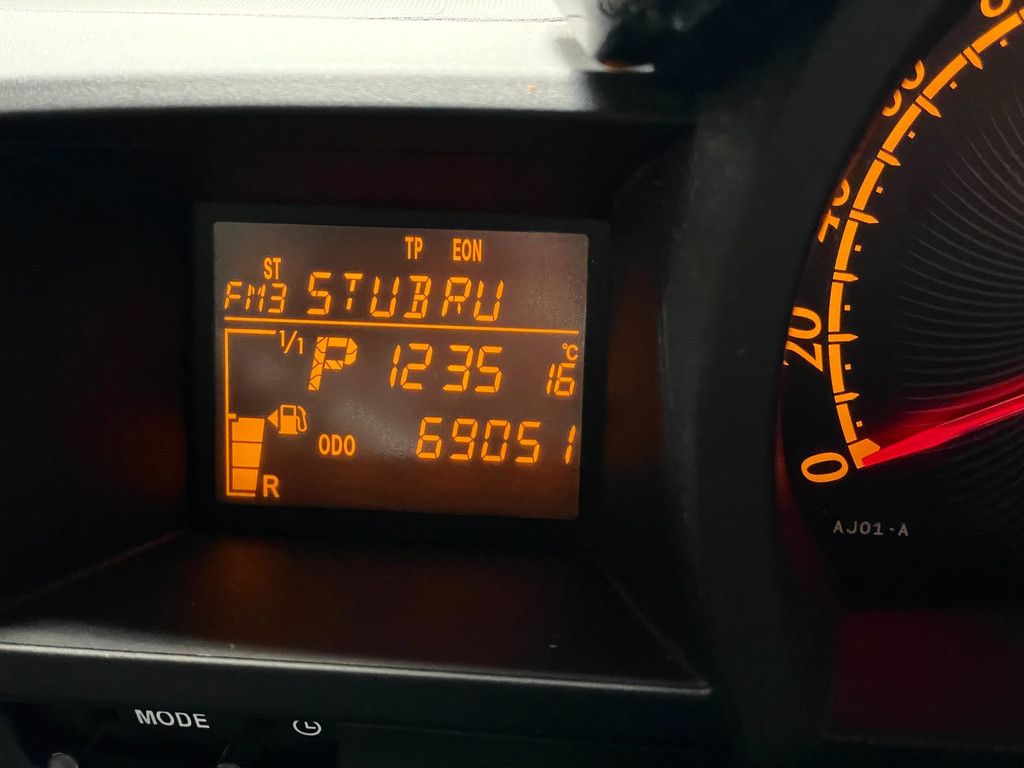 TP EON
ST
FM3 STUBRU
1/1 P 1235 °C
16
ODO 69051
R
20
0
AJ01-A
MODE